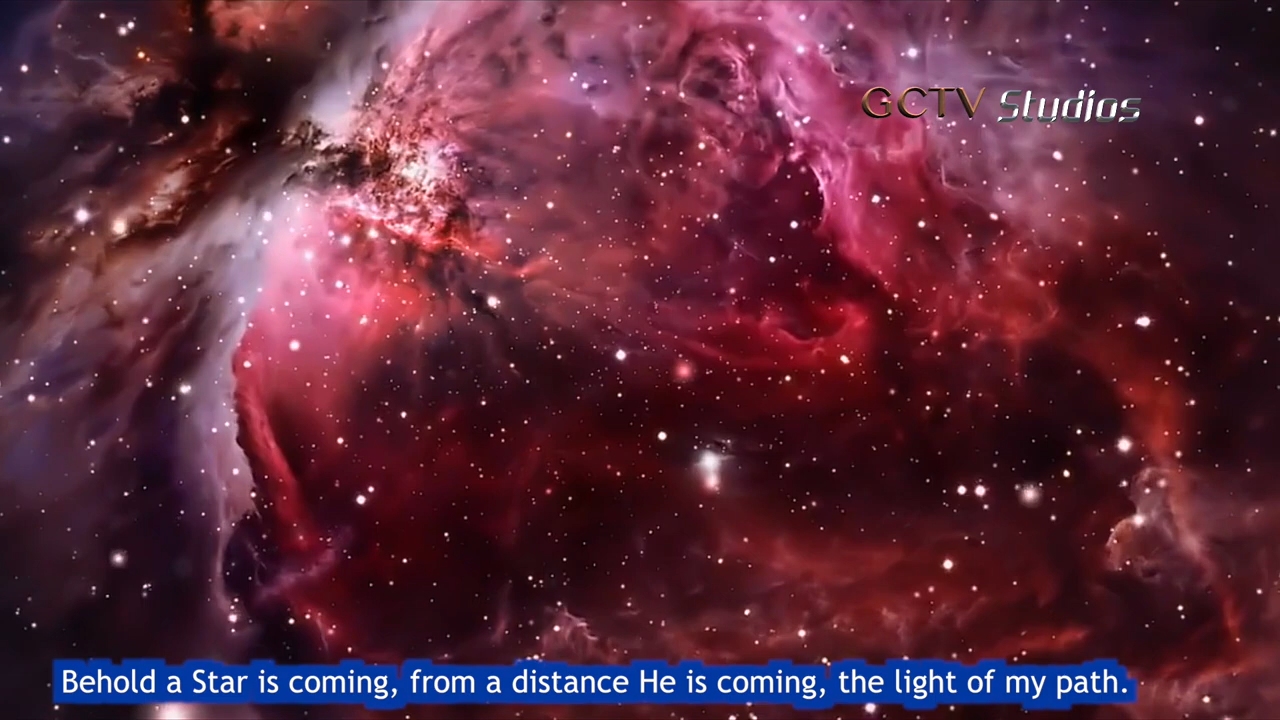 GCTV Studios
Behold a Star is coming, from a distance He is coming, the light of my path.